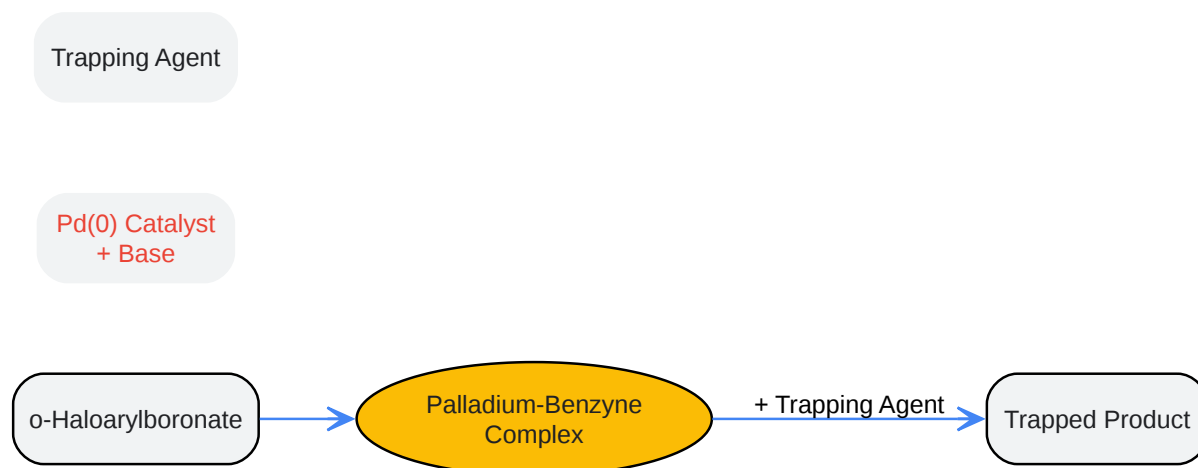 Trapping Agent
Pd(0) Catalyst
+ Base
o-Haloarylboronate
Palladium-Benzyne
Complex
+ Trapping Agent
Trapped Product